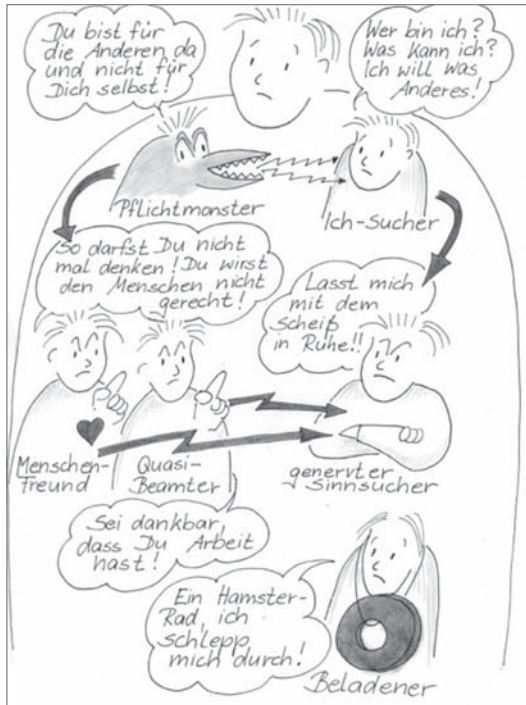 Du bist für
die Anderen da
und nicht für
Dich selbst!
Wer bin ich?
Was kann ich?
Ich will was
Anderes!
Pflichtmonster
Ich-Sucher
So darfst Du nicht
mal denken! Du wirst
den Menschen nicht
gerecht!
Lasst mich
mit dem
Scheiß
in Ruhe!!
Menschen-
freund
Quasi-
Beamter
genervter
Sinnsucher
Sei dankbar,
dass Du Arbeit
hast!
Ein Hamster-
Rad, ich
schlepp
mich durch!
Beladener